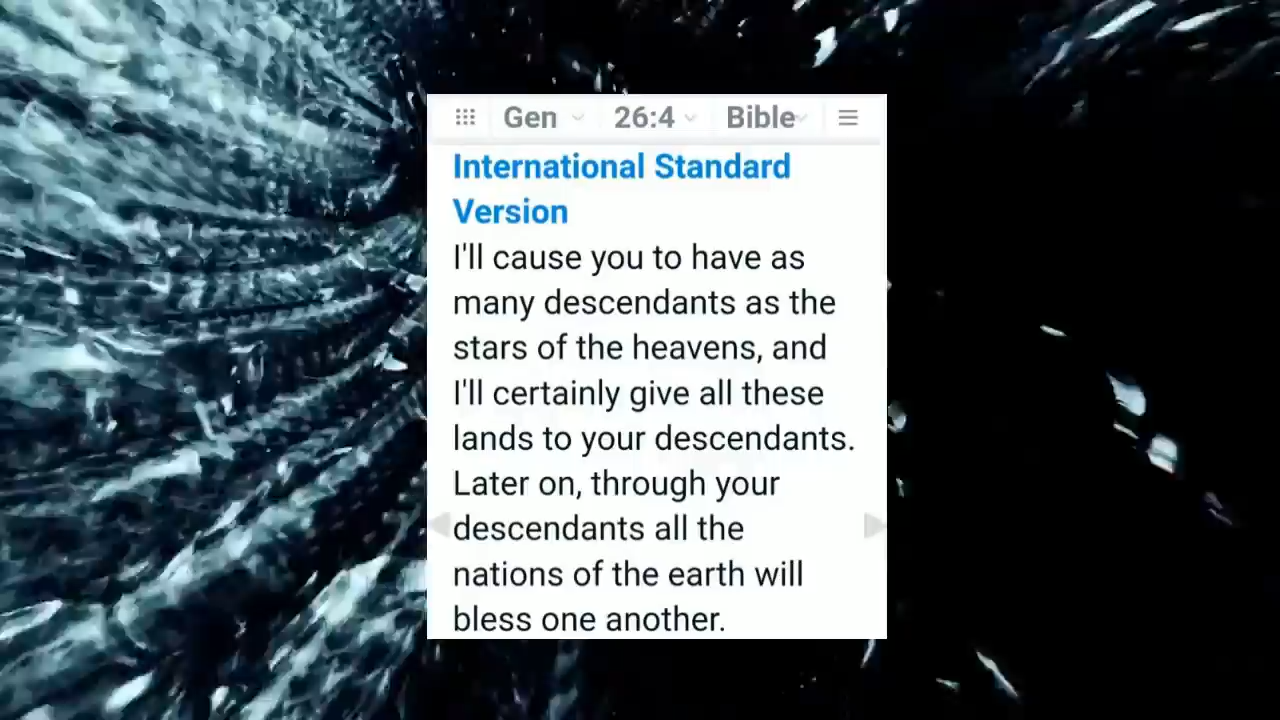 Gen 26:4 Bible
International Standard
Version
I'll cause you to have as
many descendants as the
stars of the heavens, and
I'll certainly give all these
lands to your descendants.
Later on, through your
descendants all the
nations of the earth will
bless one another.